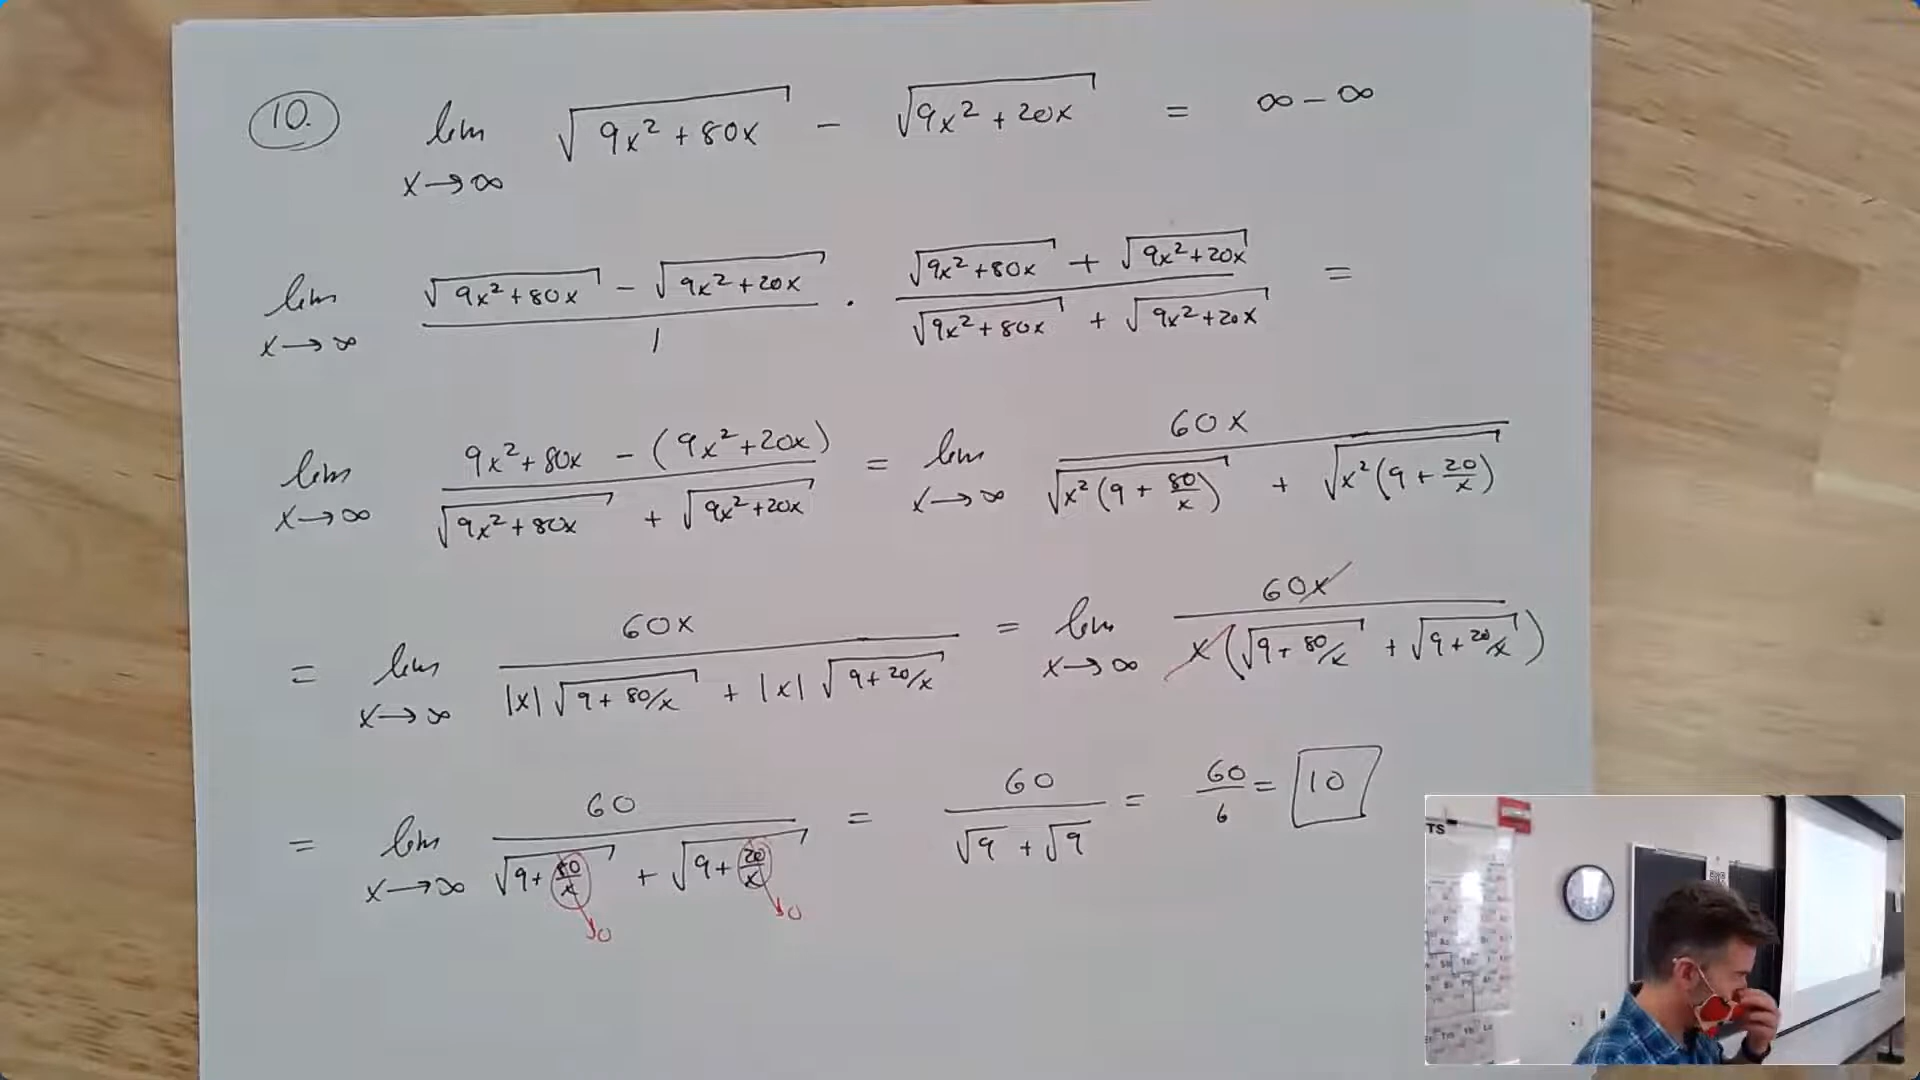 10. lim x→∞ √(9x² + 80x) − √(9x² + 20x) = ∞ − ∞
lim x→∞ (√(9x² + 80x) − √(9x² + 20x))/1 · (√(9x² + 80x) + √(9x² + 20x))/(√(9x² + 80x) + √(9x² + 20x)) =
lim x→∞ (9x² + 80x − (9x² + 20x))/(√(9x² + 80x) + √(9x² + 20x)) = lim x→∞ 60x/(√(x²(9 + 80/x)) + √(x²(9 + 20/x)))
= lim x→∞ 60x/(|x|√(9 + 80/x) + |x|√(9 + 20/x)) = lim x→∞ 60x/(x(√(9 + 80/x) + √(9 + 20/x)))
= lim x→∞ 60/(√(9 + 80/x) + √(9 + 20/x)) = 60/(√9 + √9) = 60/6 = 10
→0 →0
TS